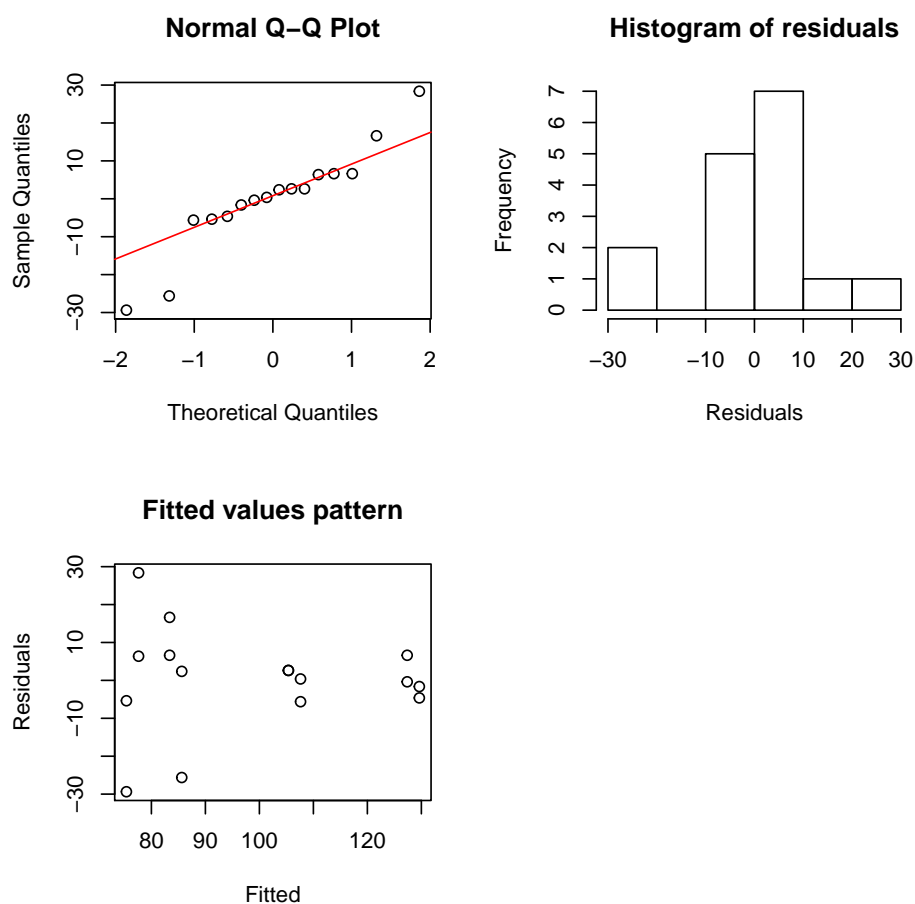 Normal Q−Q Plot
Sample Quantiles
30
10
−10
−30
−2 −1 0 1 2
Theoretical Quantiles
Histogram of residuals
Frequency
7
6
5
4
3
2
1
0
−30 −10 0 10 20 30
Residuals
Fitted values pattern
Residuals
30
10
−10
−30
80 90 100 120
Fitted